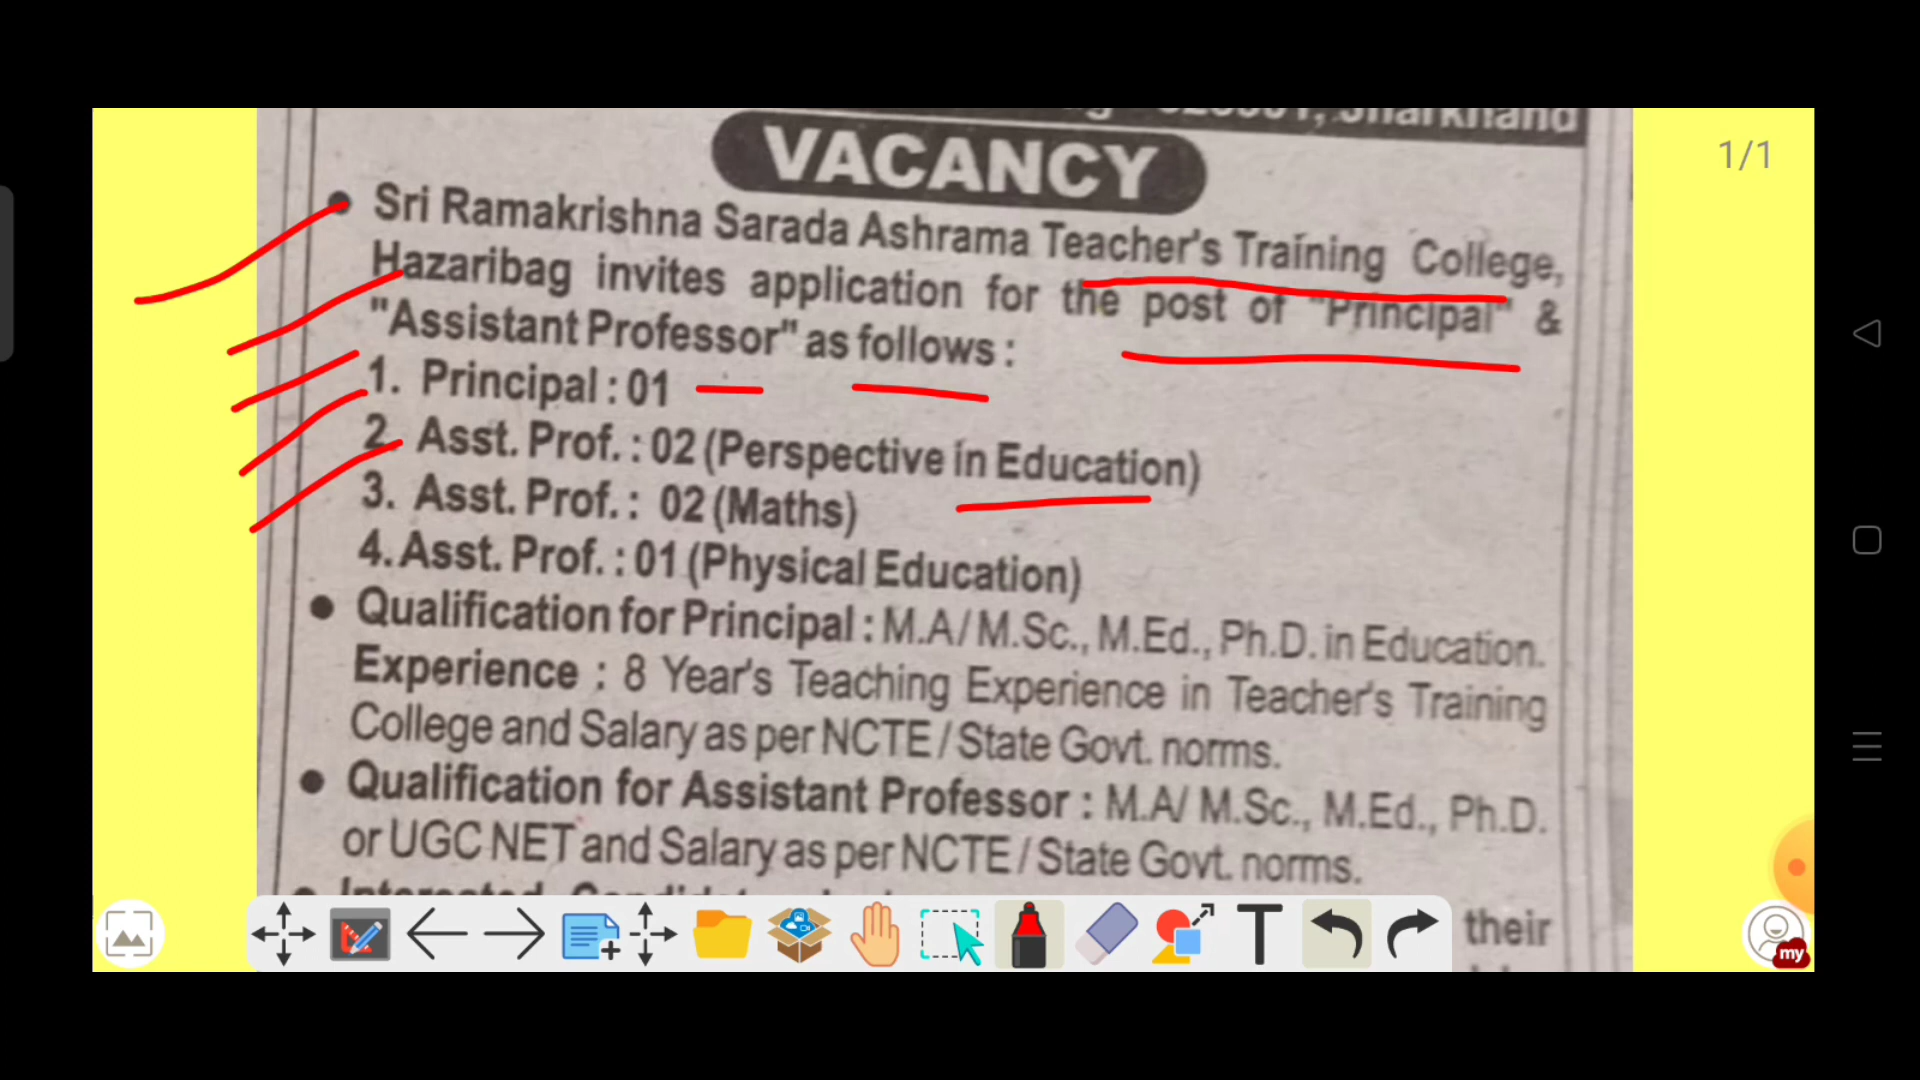 Jharkhand
VACANCY
1/1
• Sri Ramakrishna Sarada Ashrama Teacher's Training College,
Hazaribag invites application for the post of "Principal" &
"Assistant Professor" as follows :
1. Principal : 01
2. Asst. Prof. : 02 (Perspective in Education)
3. Asst. Prof. : 02 (Maths)
4. Asst. Prof. : 01 (Physical Education)
• Qualification for Principal : M.A/ M.Sc., M.Ed., Ph.D. in Education.
Experience : 8 Year's Teaching Experience in Teacher's Training
College and Salary as per NCTE / State Govt. norms.
• Qualification for Assistant Professor : M.A/ M.Sc., M.Ed., Ph.D.
or UGC NET and Salary as per NCTE / State Govt. norms.
their
T
my